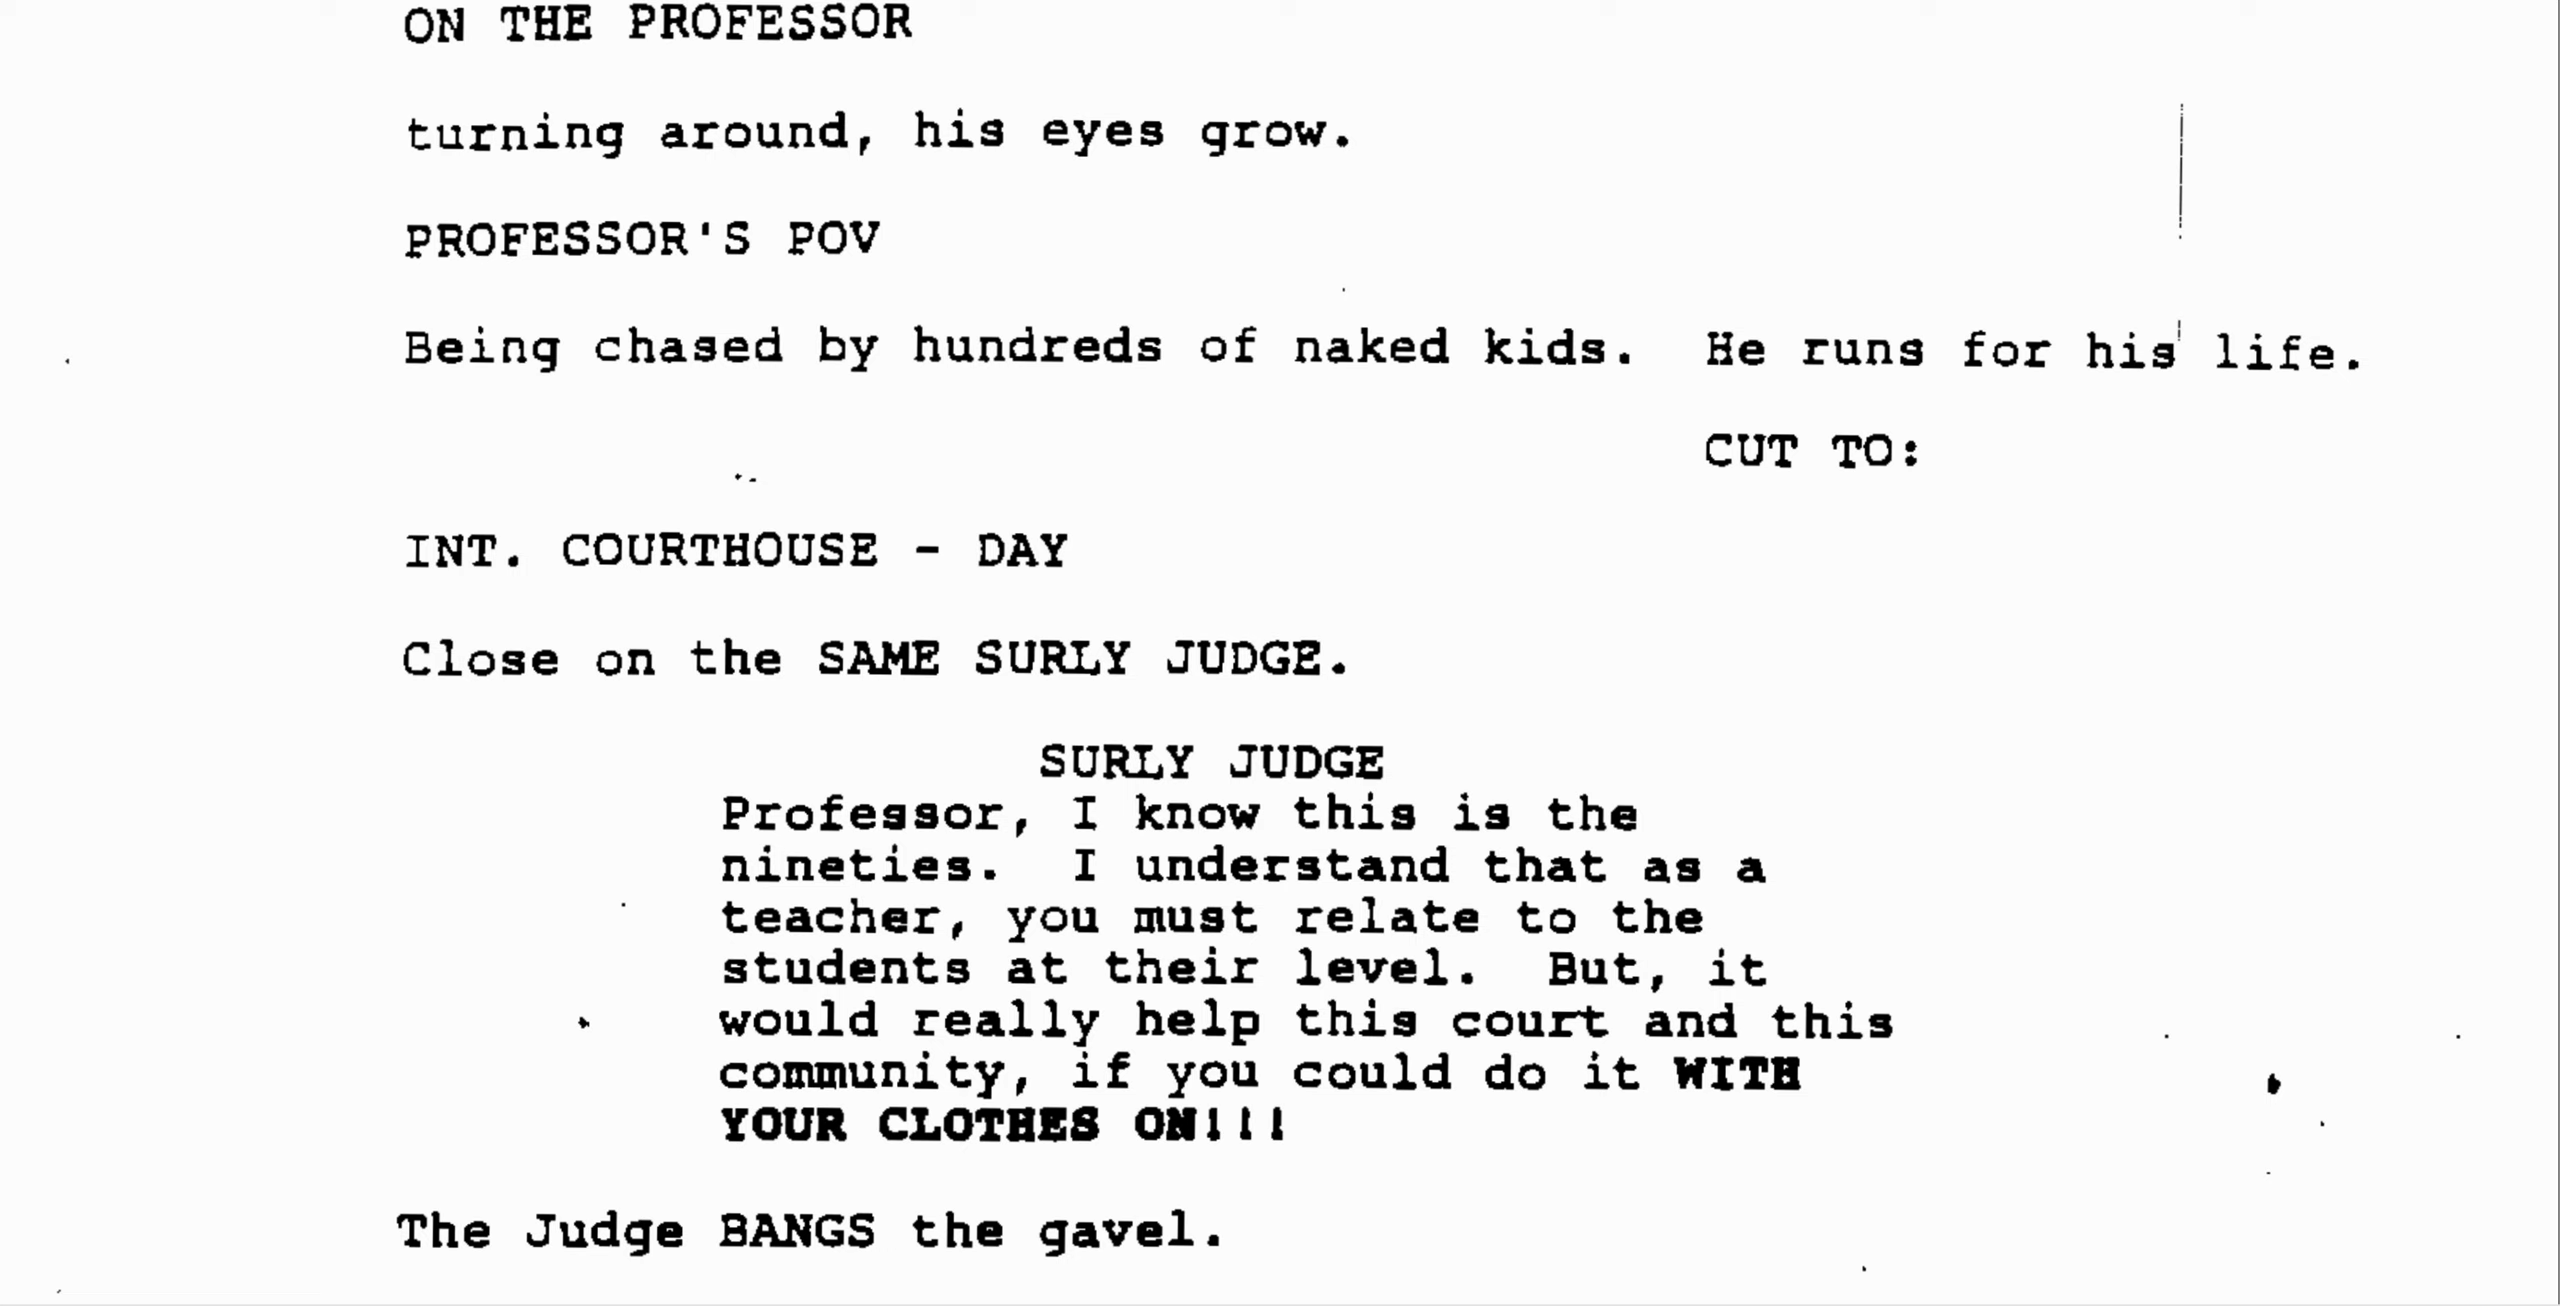 ON THE PROFESSOR
turning around, his eyes grow.
PROFESSOR'S POV
Being chased by hundreds of naked kids. He runs for his life.
CUT TO:
INT. COURTHOUSE - DAY
Close on the SAME SURLY JUDGE.
SURLY JUDGE
Professor, I know this is the
nineties. I understand that as a
teacher, you must relate to the
students at their level. But, it
would really help this court and this
community, if you could do it WITH
YOUR CLOTHES ON!!!
The Judge BANGS the gavel.